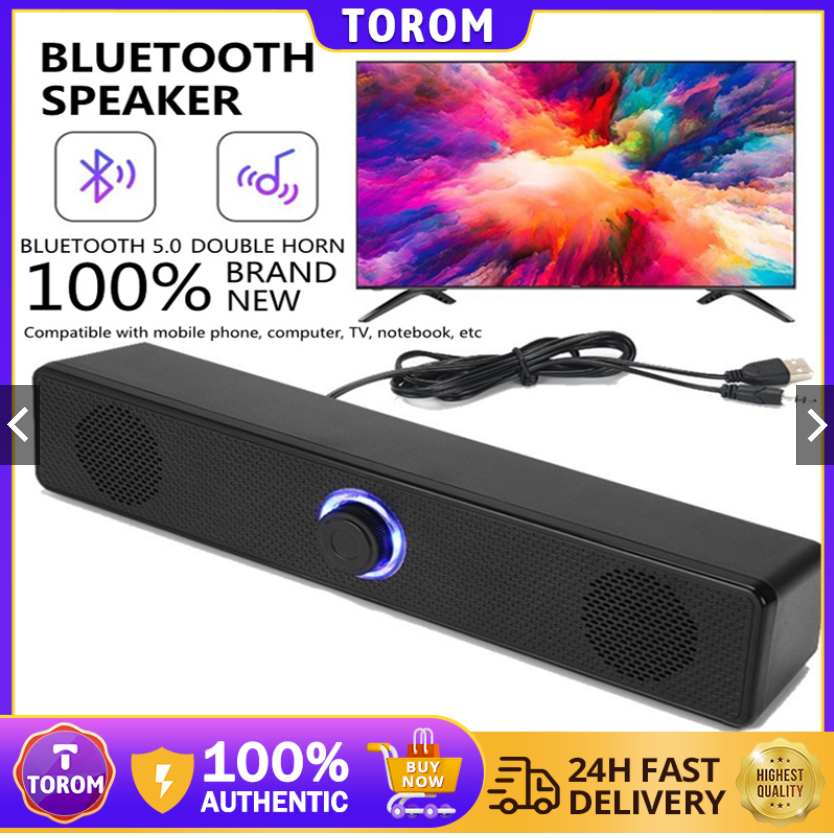 TOROM
BLUETOOTH
SPEAKER
BLUETOOTH 5.0 DOUBLE HORN
100% BRAND
NEW
Compatible with mobile phone, computer, TV, notebook, etc
T
TOROM
100%
AUTHENTIC
BUY
NOW
24H FAST
DELIVERY
HIGHEST
QUALITY